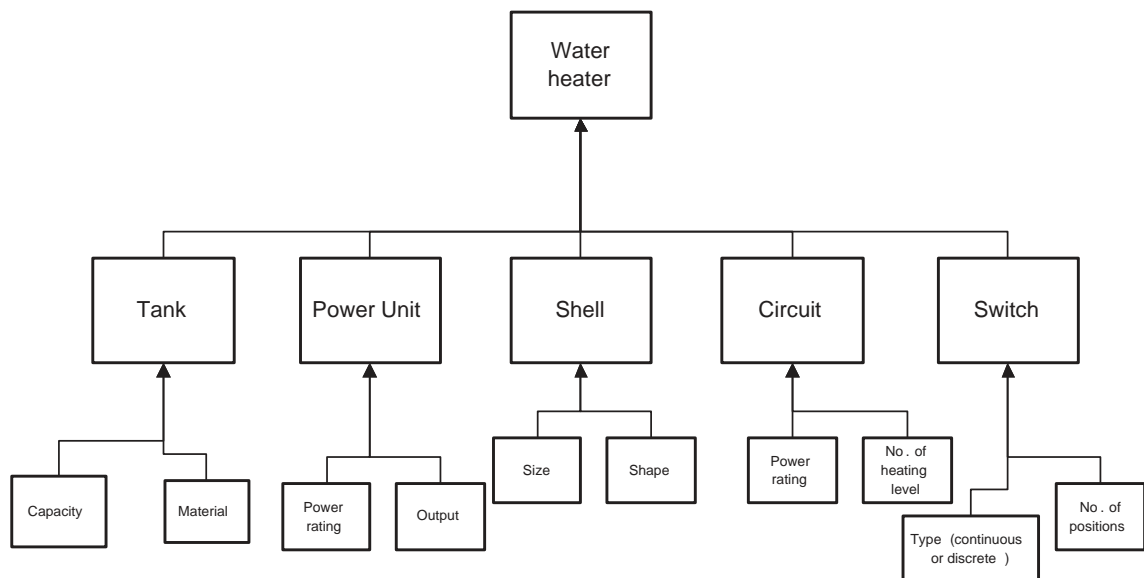 Water
heater
Tank
Power Unit
Shell
Circuit
Switch
Capacity
Material
Power
rating
Output
Size
Shape
Power
rating
No . of
heating
level
Type (continuous
or discrete )
No . of
positions